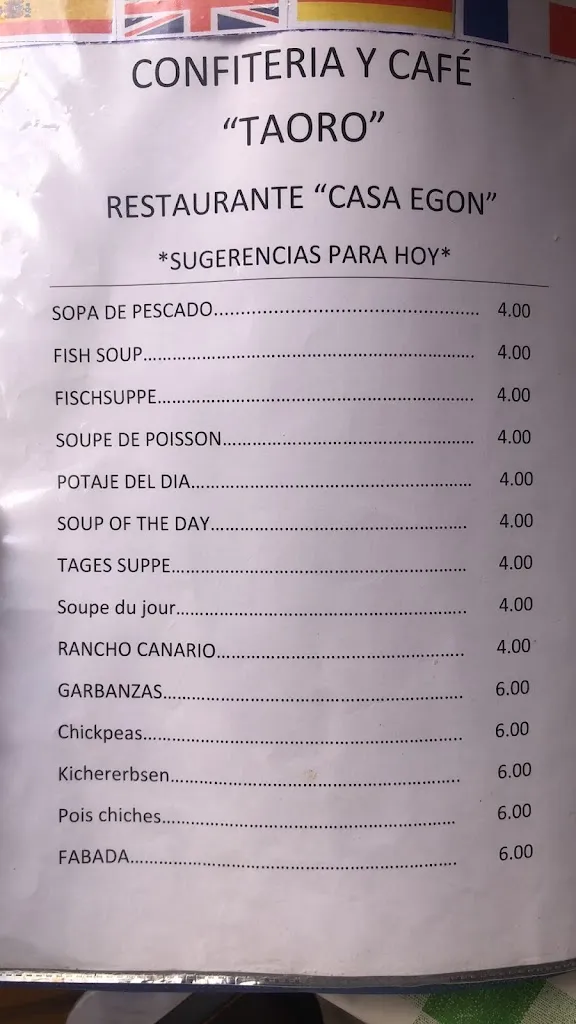 CONFITERIA Y CAFÉ
“TAORO”
RESTAURANTE “CASA EGON”
*SUGERENCIAS PARA HOY*
SOPA DE PESCADO........................................... 4.00
FISH SOUP...................................................... 4.00
FISCHSUPPE.................................................... 4.00
SOUPE DE POISSON......................................... 4.00
POTAJE DEL DIA.............................................. 4.00
SOUP OF THE DAY.......................................... 4.00
TAGES SUPPE................................................. 4.00
Soupe du jour................................................ 4.00
RANCHO CANARIO......................................... 4.00
GARBANZAS................................................. 6.00
Chickpeas..................................................... 6.00
Kichererbsen................................................ 6.00
Pois chiches.................................................. 6.00
FABADA....................................................... 6.00